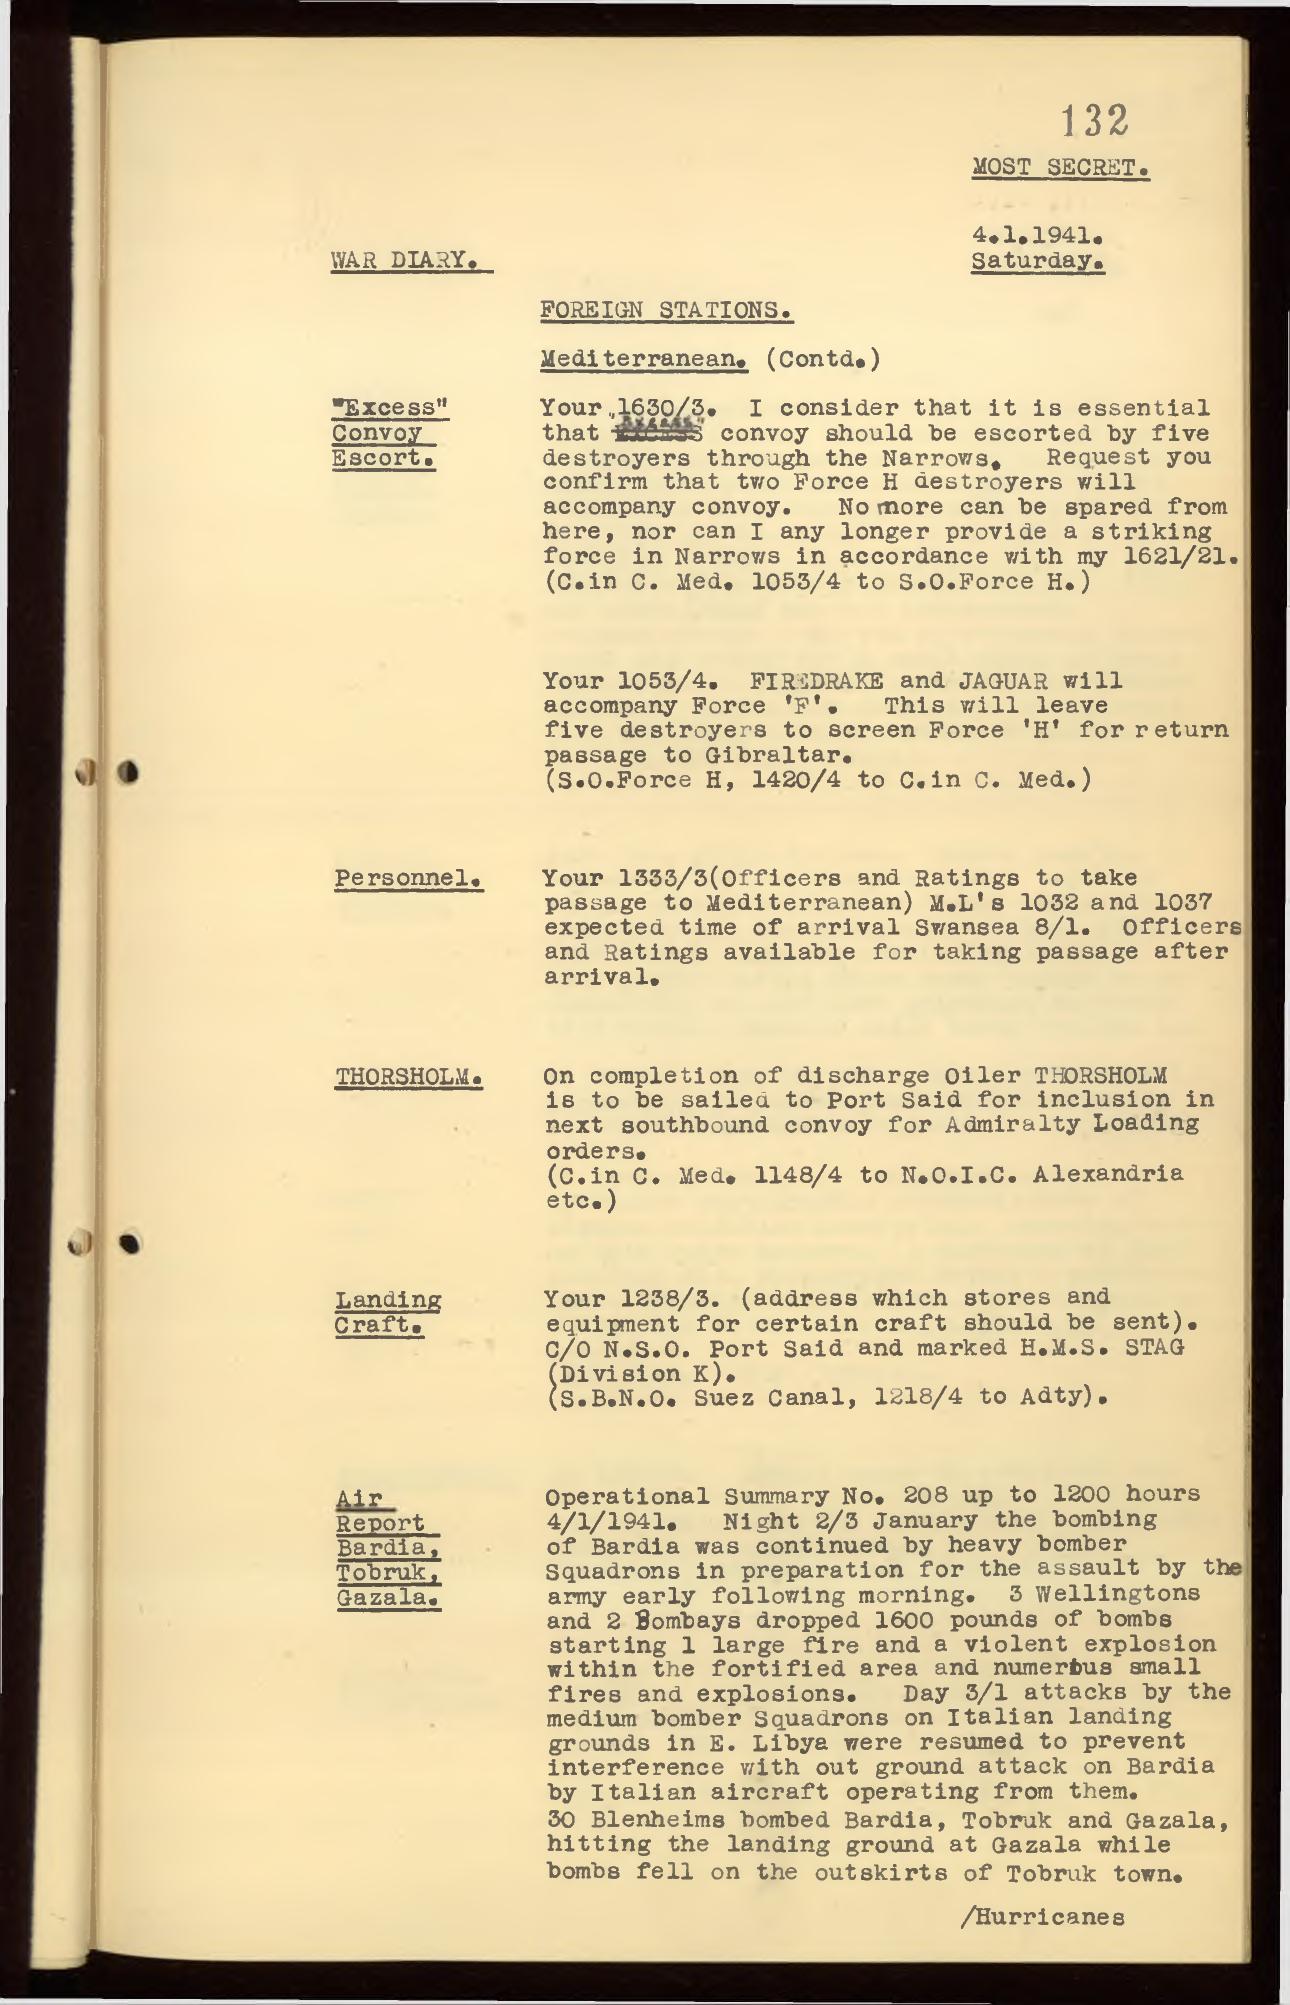 132
MOST SECRET.
4.1.1941.
WAR DIARY.
Saturday.
FOREIGN STATIONS.
Mediterranean. (Contd.)
"Excess"
Convoy
Escort.
Your 1630/3. I consider that it is essential
that "EXCESS" convoy should be escorted by five
destroyers through the Narrows. Request you
confirm that two Force H destroyers will
accompany convoy. No more can be spared from
here, nor can I any longer provide a striking
force in Narrows in accordance with my 1621/21.
(C.in C. Med. 1053/4 to S.O.Force H.)
Your 1053/4. FIREDRAKE and JAGUAR will
accompany Force 'F'. This will leave
five destroyers to screen Force 'H' for return
passage to Gibraltar.
(S.O.Force H, 1420/4 to C.in C. Med.)
Personnel.
Your 1333/3(Officers and Ratings to take
passage to Mediterranean) M.L's 1032 and 1037
expected time of arrival Swansea 8/1. Officers
and Ratings available for taking passage after
arrival.
THORSHOLM.
On completion of discharge Oiler THORSHOLM
is to be sailed to Port Said for inclusion in
next southbound convoy for Admiralty Loading
orders.
(C.in C. Med. 1148/4 to N.O.I.C. Alexandria
etc.)
Landing
Craft.
Your 1238/3. (address which stores and
equipment for certain craft should be sent).
C/O N.S.O. Port Said and marked H.M.S. STAG
(Division K).
(S.B.N.O. Suez Canal, 1218/4 to Adty).
Air
Report
Bardia,
Tobruk,
Gazala.
Operational Summary No. 208 up to 1200 hours
4/1/1941. Night 2/3 January the bombing
of Bardia was continued by heavy bomber
Squadrons in preparation for the assault by the
army early following morning. 3 Wellingtons
and 2 Bombays dropped 1600 pounds of bombs
starting 1 large fire and a violent explosion
within the fortified area and numerous small
fires and explosions. Day 3/1 attacks by the
medium bomber Squadrons on Italian landing
grounds in E. Libya were resumed to prevent
interference with out ground attack on Bardia
by Italian aircraft operating from them.
30 Blenheims bombed Bardia, Tobruk and Gazala,
hitting the landing ground at Gazala while
bombs fell on the outskirts of Tobruk town.
/Hurricanes